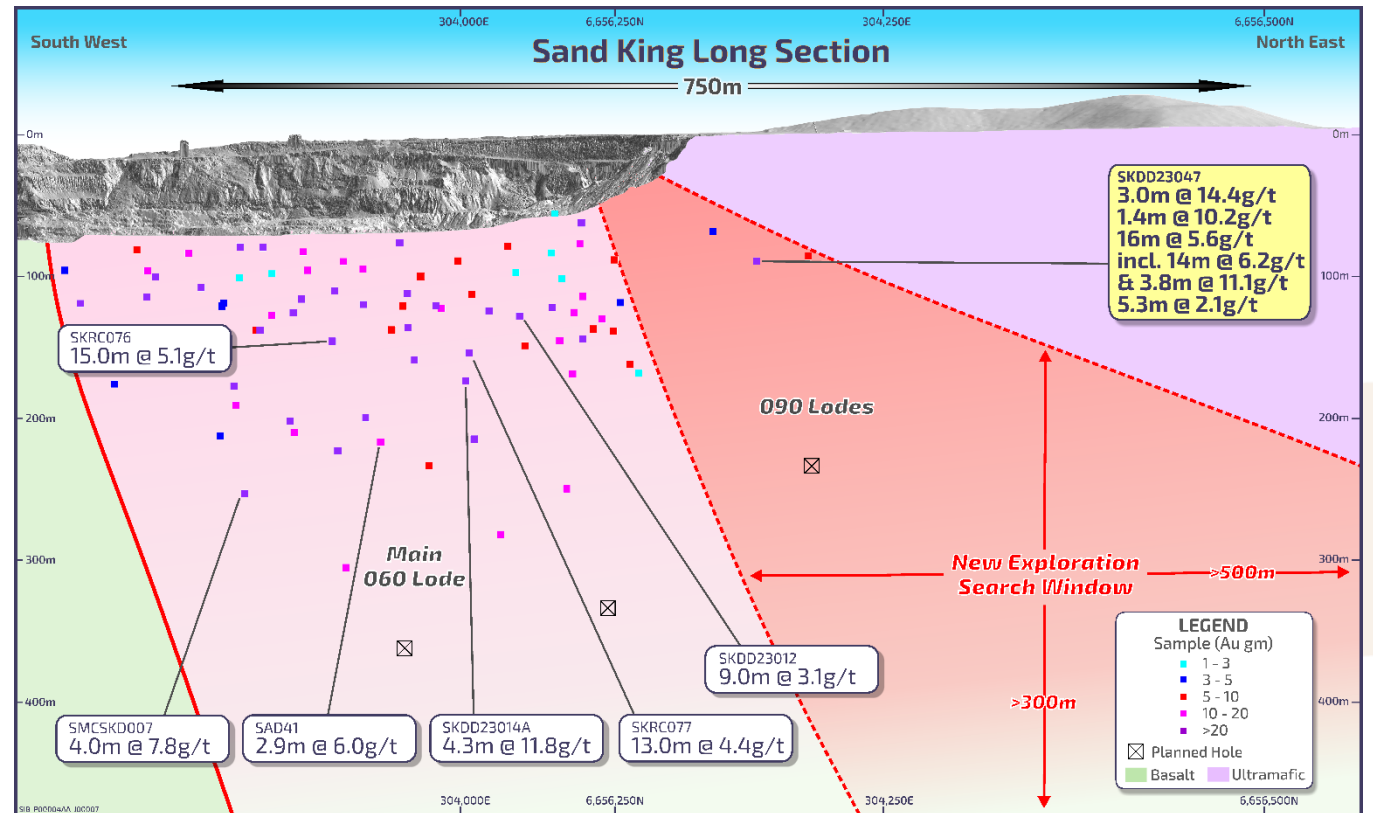 304,000E
6,656,250N
304,250E
6,656,500N
South West
Sand King Long Section
North East
750m
0m
0m
SKDD23047
3.0m @ 14.4g/t
1.4m @ 10.2g/t
16m @ 5.6g/t
incl. 14m @ 6.2g/t
& 3.8m @ 11.1g/t
5.3m @ 2.1g/t
100m
100m
SKRC076
15.0m @ 5.1g/t
090 Lodes
200m
200m
Main
060 Lode
300m
300m
New Exploration
Search Window
>500m
LEGEND
Sample (Au gm)
1 - 3
3 - 5
5 - 10
10 - 20
>20
Planned Hole
Basalt
Ultramafic
SKDD23012
9.0m @ 3.1g/t
400m
400m
>300m
SMCSKD007
4.0m @ 7.8g/t
SAD41
2.9m @ 6.0g/t
SKDD23014A
4.3m @ 11.8g/t
SKRC077
13.0m @ 4.4g/t
304,000E
6,656,250N
304,250E
6,656,500N